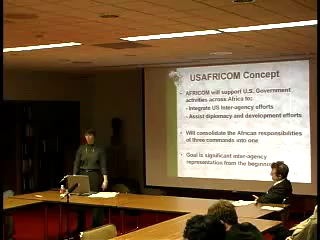 USAFRICOM Concept
• AFRICOM will support U.S. Government
activities across Africa to:
- Integrate US Inter-agency efforts
- Assist diplomacy and development efforts
• Will consolidate the African responsibilities
of three commands into one
• Goal is significant inter-agency
representation from the beginning